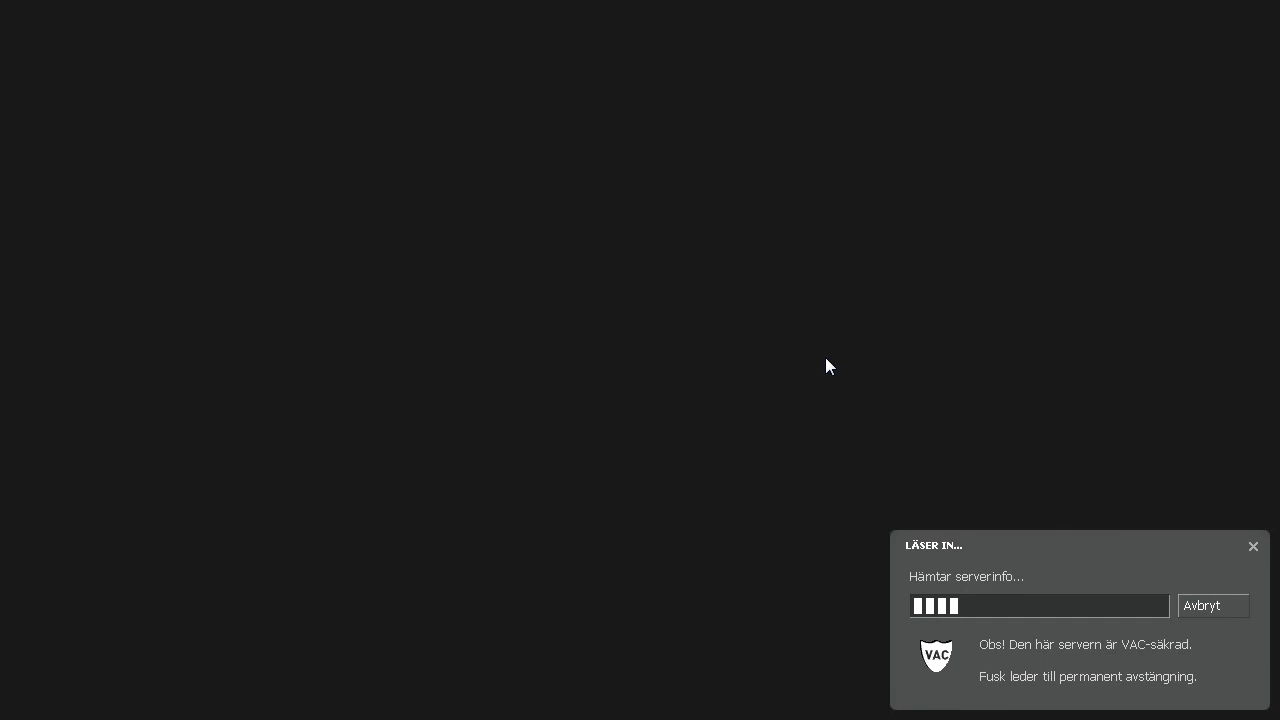 LÄSER IN...
Hämtar serverinfo...
Avbryt
VAC
Obs! Den här servern är VAC-säkrad.
Fusk leder till permanent avstängning.